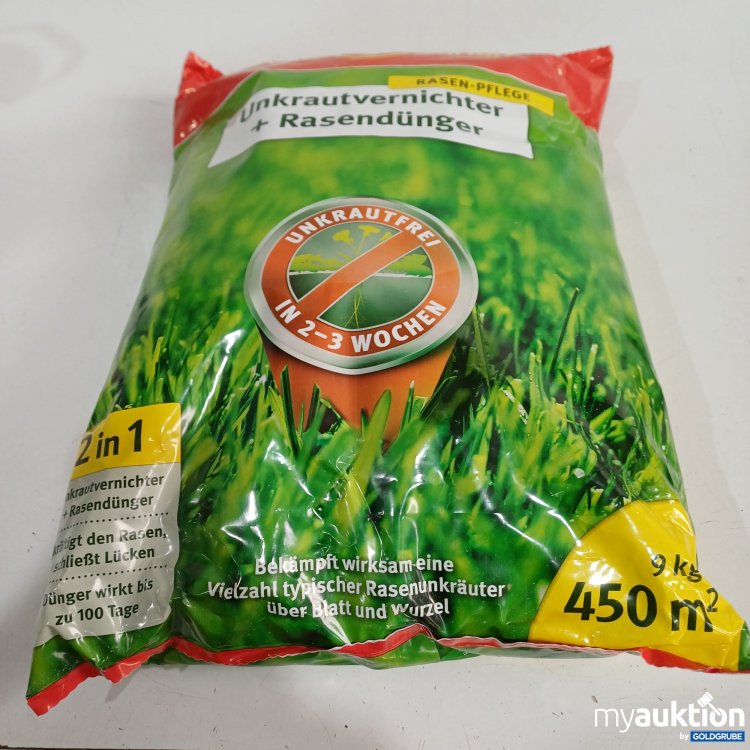 RASEN-PFLEGE
Unkrautvernichter
+ Rasendünger
UNKRAUTFREI
IN 2-3 WOCHEN
2 in 1
+ Rasendünger
den Rasen,
schließt Lücken
Dünger wirkt bis
zu 100 Tage
Bekämpft wirksam eine
Vielzahl typischer Rasenunkräuter*
über Blatt und Wurzel
9 kg
450 m²
myauktion
by GOLDGRUBE